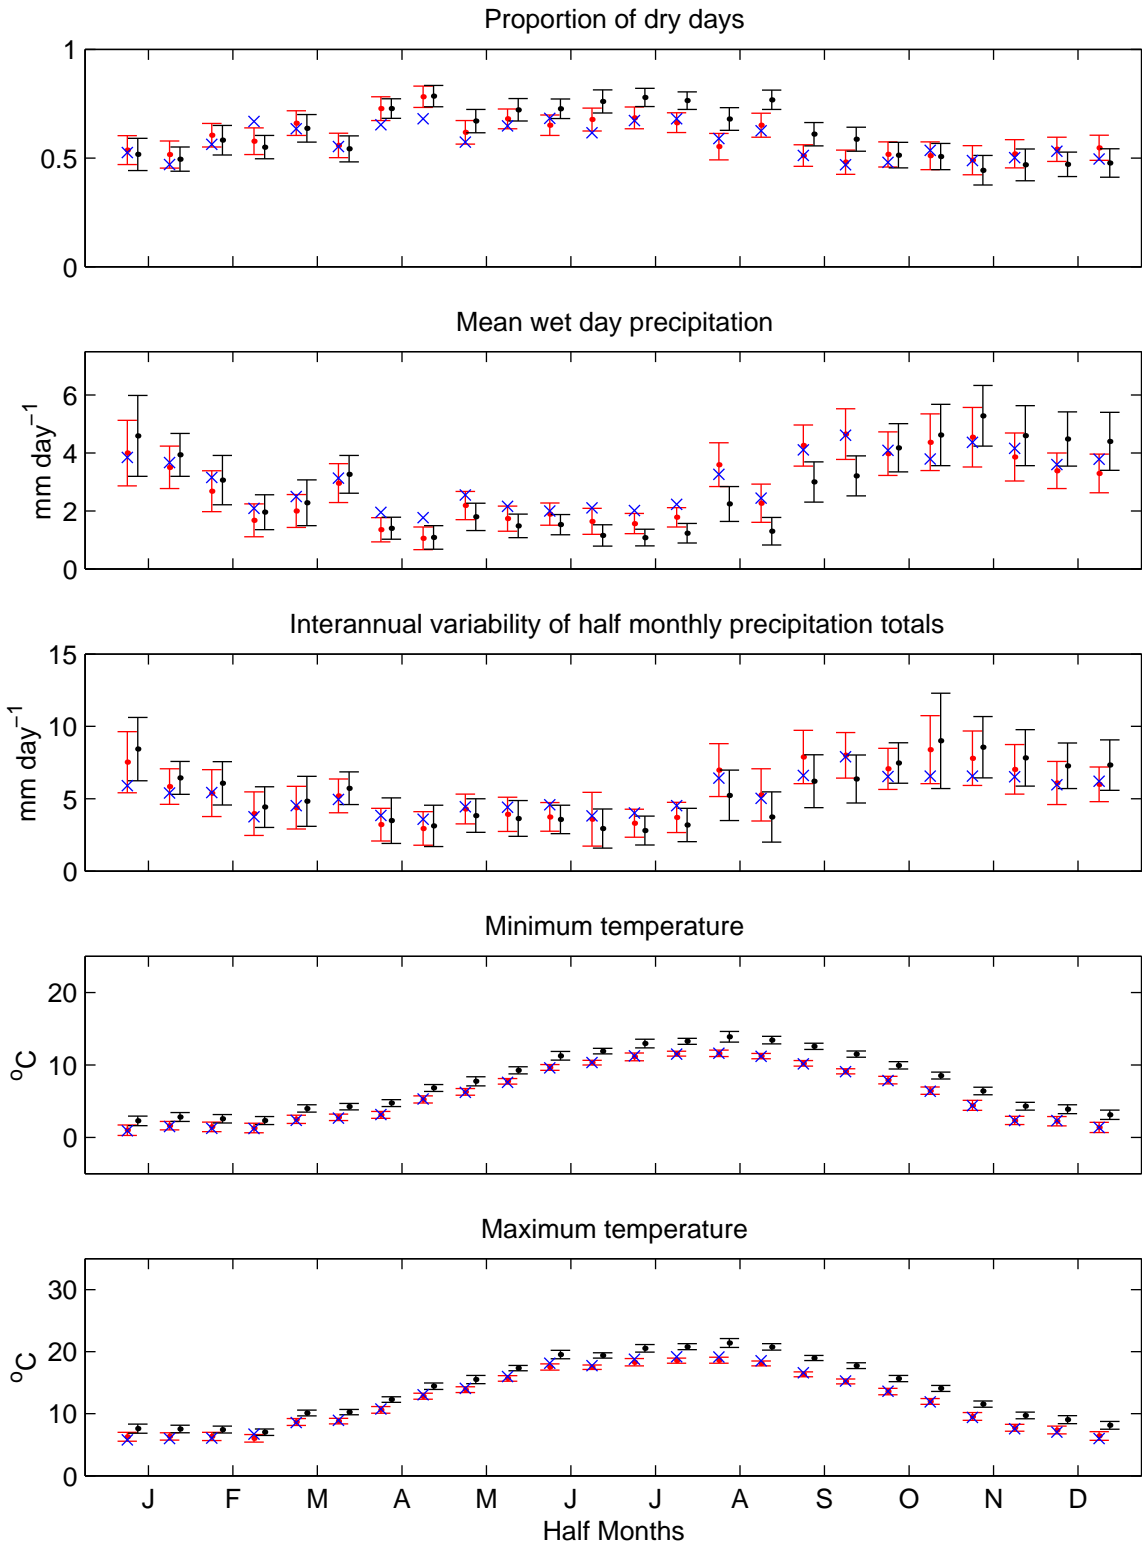 Proportion of dry days
1
0.5
0
Mean wet day precipitation
6
4
2
0
mm day⁻¹
Interannual variability of half monthly precipitation totals
15
10
5
0
mm day⁻¹
Minimum temperature
20
10
0
°C
Maximum temperature
30
20
10
0
°C
J F M A M J J A S O N D
Half Months